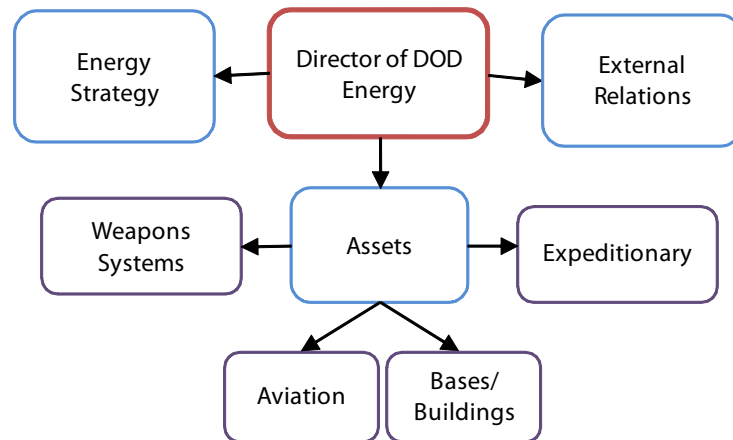 Energy
Strategy
Director of DOD
Energy
External
Relations
Weapons
Systems
Assets
Expeditionary
Aviation
Bases/
Buildings